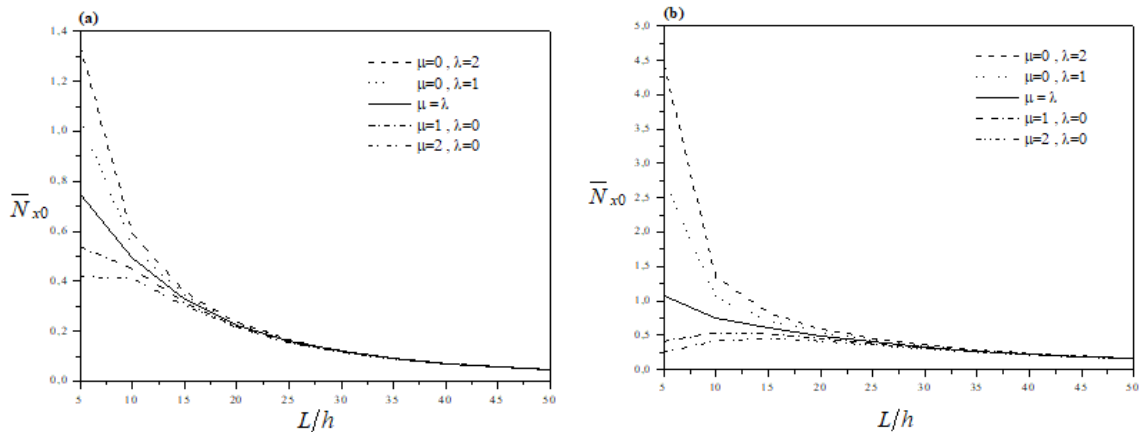 (a)
1.4
1.2
1.0
0.8
0.6
0.4
0.2
0.0
N̅x0
μ=0 , λ=2
μ=0 , λ=1
μ = λ
μ=1 , λ=0
μ=2 , λ=0
5 10 15 20 25 30 35 40 45 50
L/h
(b)
5.0
4.5
4.0
3.5
3.0
2.5
2.0
1.5
1.0
0.5
0.0
N̅x0
μ=0 , λ=2
μ=0 , λ=1
μ = λ
μ=1 , λ=0
μ=2 , λ=0
5 10 15 20 25 30 35 40 45 50
L/h